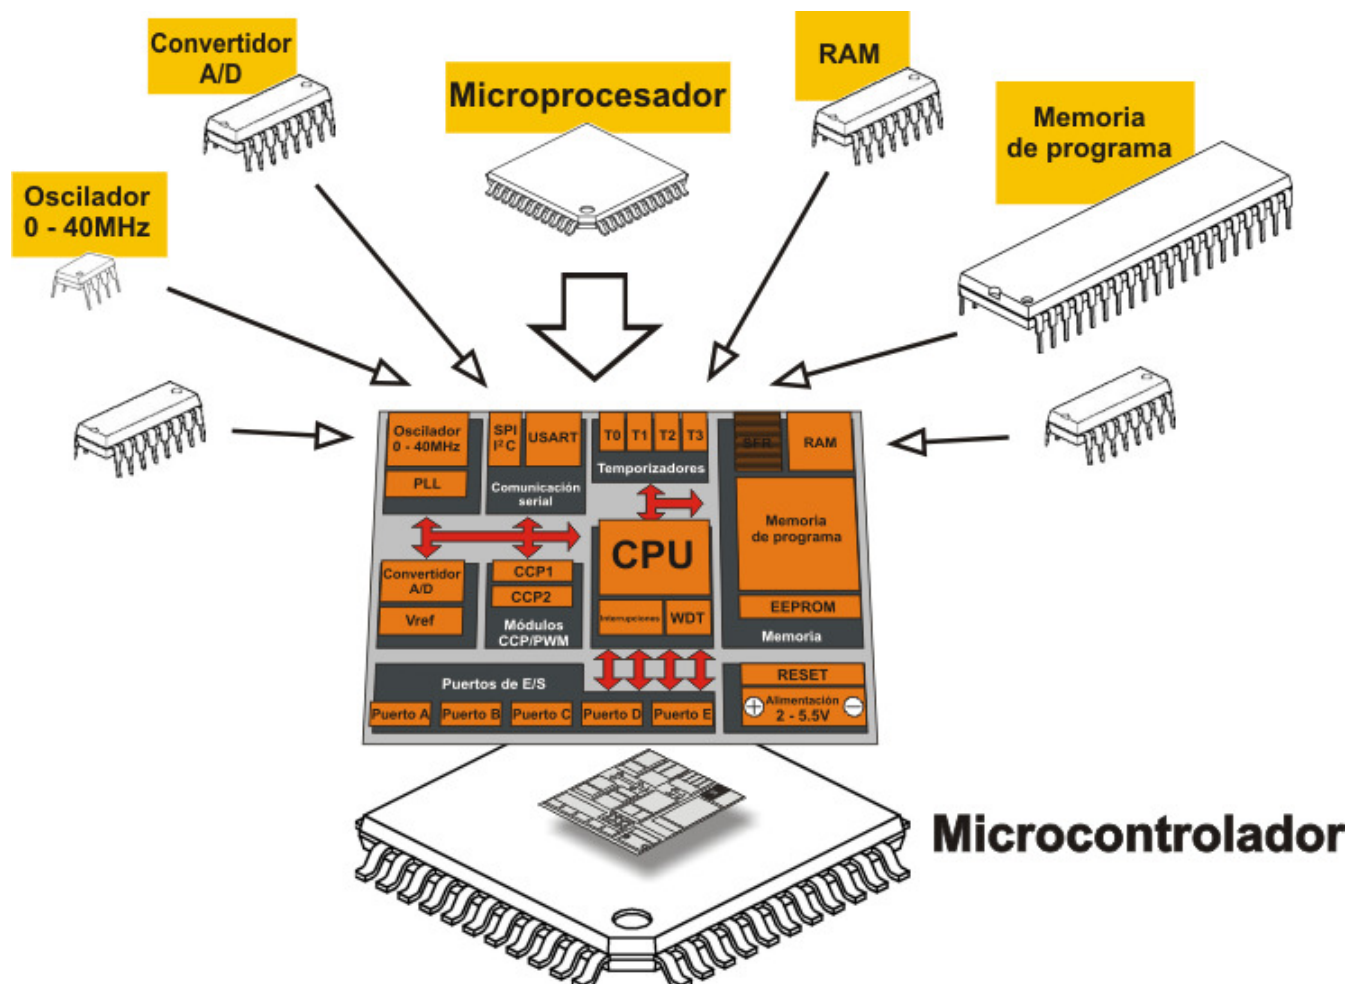 Convertidor
A/D
Microprocesador
RAM
Memoria
de programa
Oscilador
0 - 40MHz
Oscilador
0 - 40MHz
PLL
SPI
I²C
USART
Comunicación
serial
T0 T1 T2 T3
Temporizadores
SFR
RAM
Memoria
de programa
EEPROM
Memoria
CPU
Interrupciones
WDT
Convertidor
A/D
Vref
CCP1
CCP2
Módulos
CCP/PWM
Puertos de E/S
Puerto A Puerto B Puerto C Puerto D Puerto E
RESET
Alimentación
+ 2 - 5.5V −
Microcontrolador